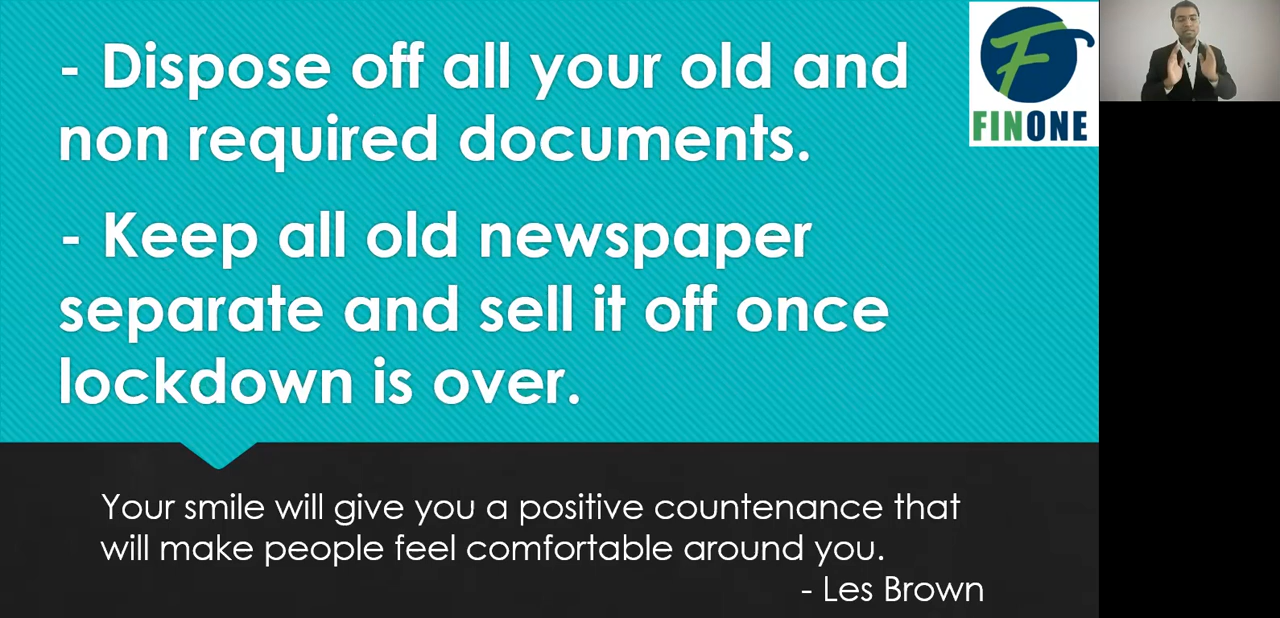 - Dispose off all your old and
non required documents.
- Keep all old newspaper
separate and sell it off once
lockdown is over.
FINONE
Your smile will give you a positive countenance that
will make people feel comfortable around you.
- Les Brown